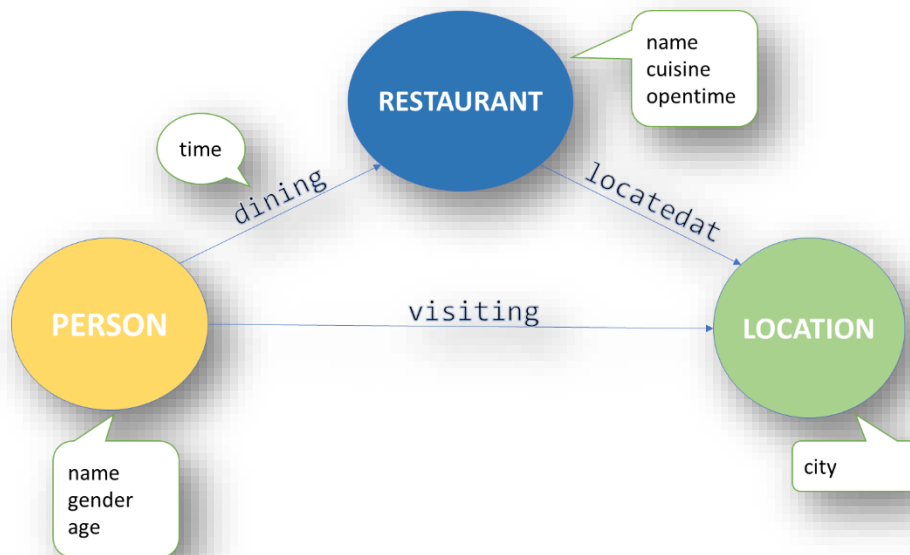 RESTAURANT
name
cuisine
opentime
time
dining
locatedat
PERSON
visiting
LOCATION
name
gender
age
city